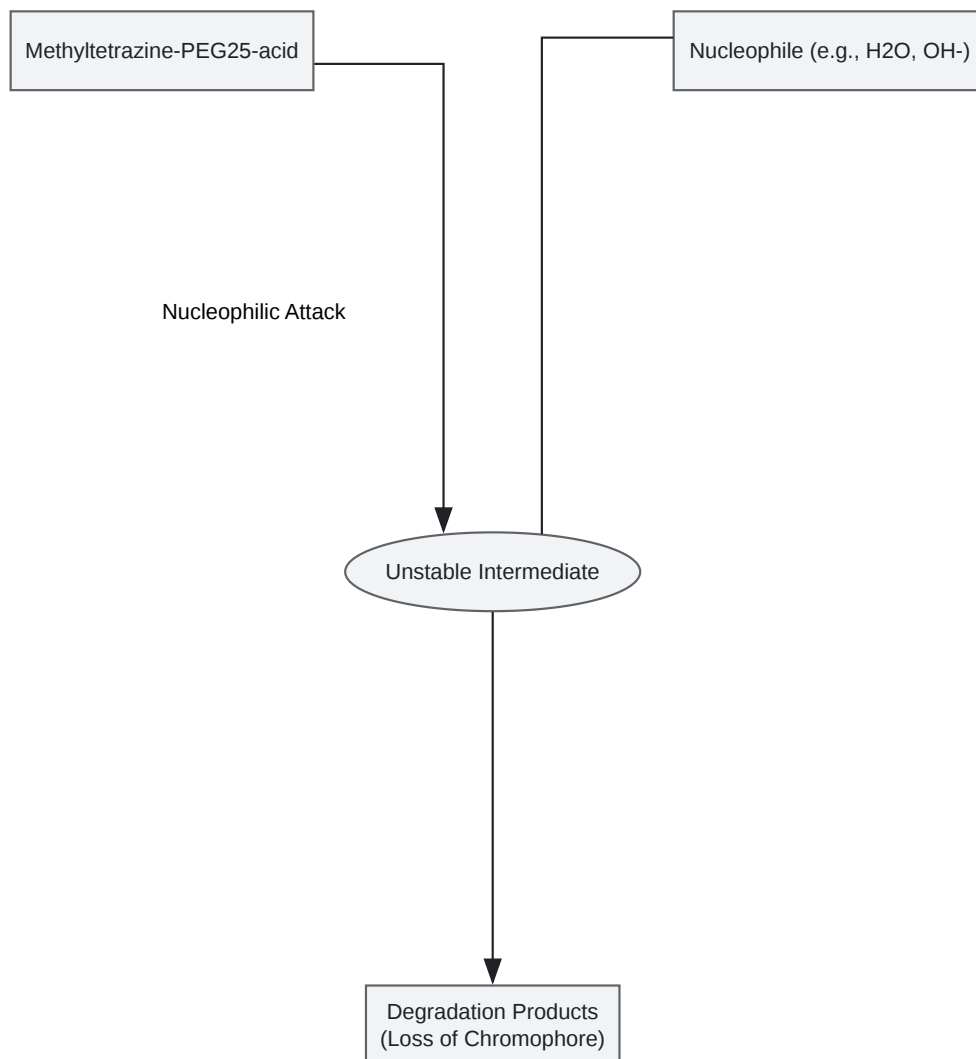 Methyltetrazine-PEG25-acid
Nucleophile (e.g., H2O, OH-)
Nucleophilic Attack
Unstable Intermediate
Degradation Products
(Loss of Chromophore)